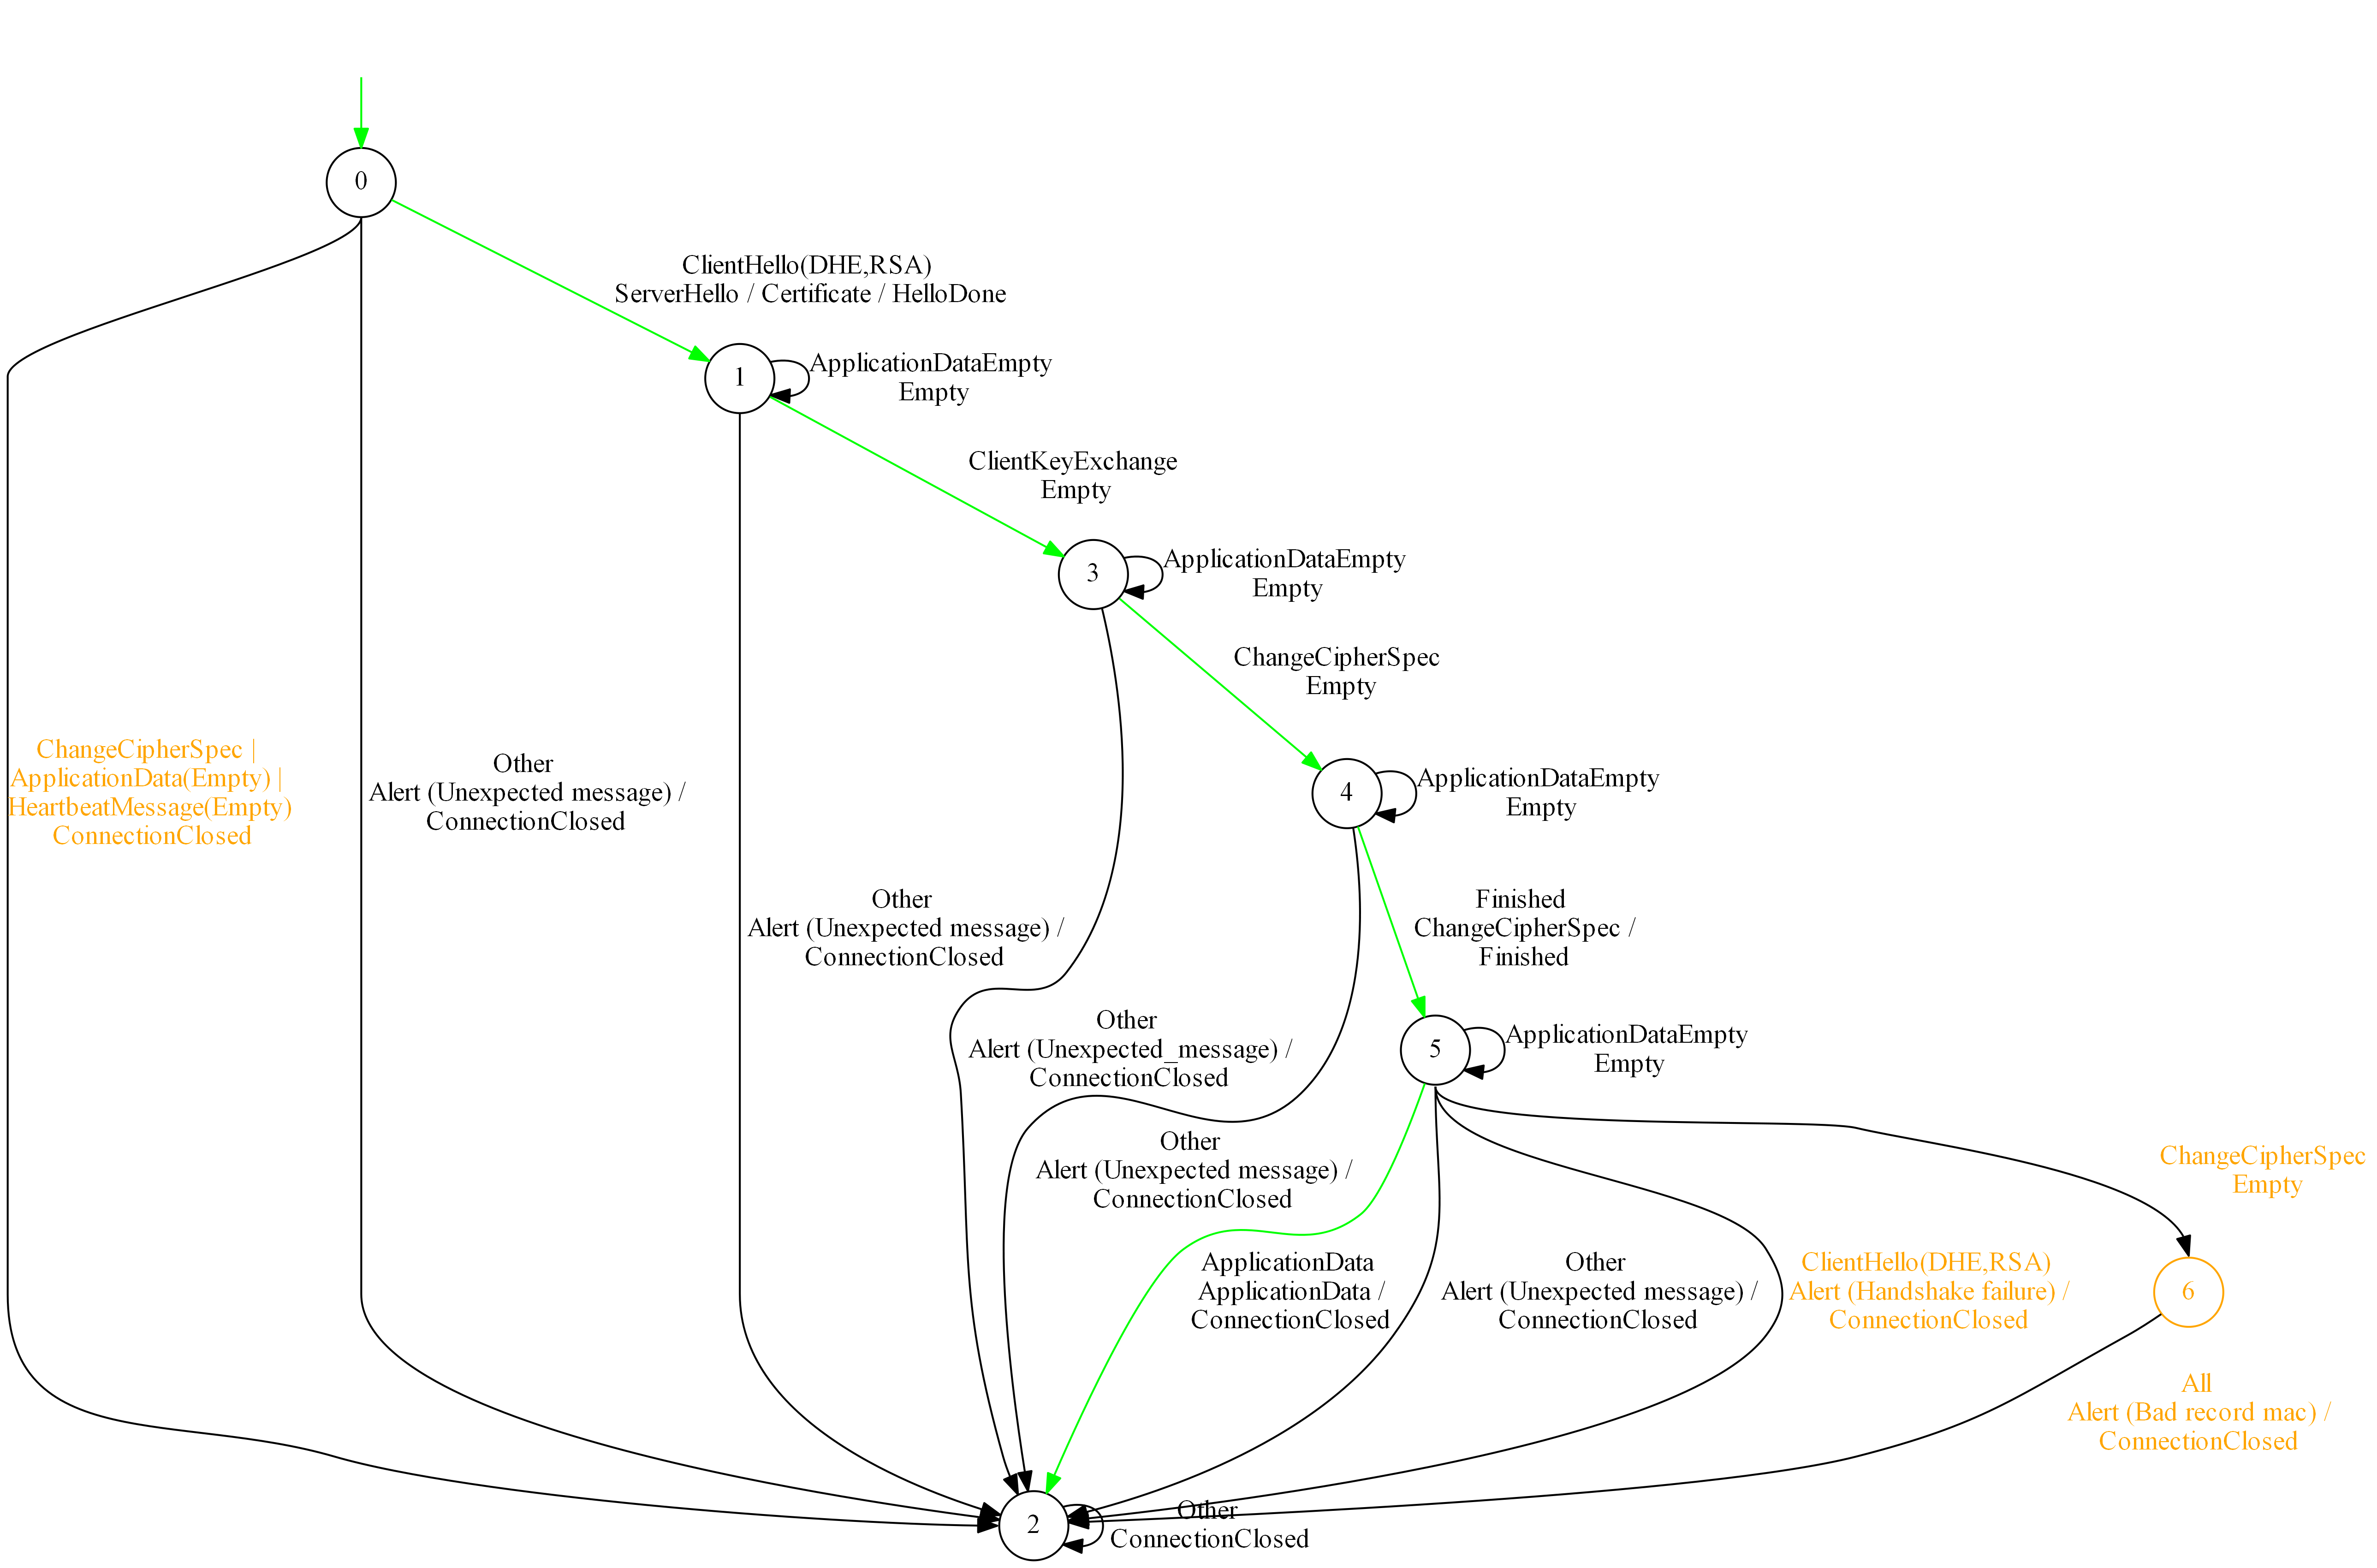 0
ClientHello(DHE,RSA)
ServerHello / Certificate / HelloDone
1
ApplicationDataEmpty
Empty
ClientKeyExchange
Empty
3
ApplicationDataEmpty
Empty
ChangeCipherSpec
Empty
ChangeCipherSpec |
ApplicationData(Empty) |
HeartbeatMessage(Empty)
ConnectionClosed
Other
Alert (Unexpected message) /
ConnectionClosed
4
ApplicationDataEmpty
Empty
Other
Alert (Unexpected message) /
ConnectionClosed
Finished
ChangeCipherSpec /
Finished
Other
Alert (Unexpected_message) /
ConnectionClosed
5
ApplicationDataEmpty
Empty
Other
Alert (Unexpected message) /
ConnectionClosed
ChangeCipherSpec
Empty
ApplicationData
ApplicationData /
ConnectionClosed
Other
Alert (Unexpected message) /
ConnectionClosed
ClientHello(DHE,RSA)
Alert (Handshake failure) /
ConnectionClosed
6
All
Alert (Bad record mac) /
ConnectionClosed
2
Other
ConnectionClosed